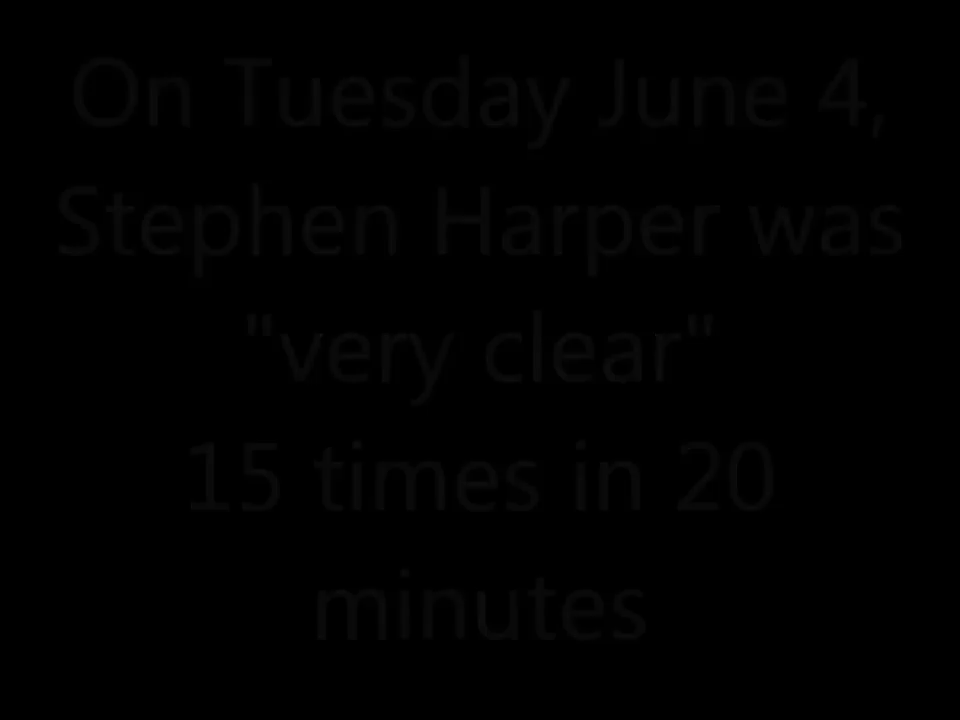 On Tuesday June 4,
Stephen Harper was
"very clear"
15 times in 20
minutes